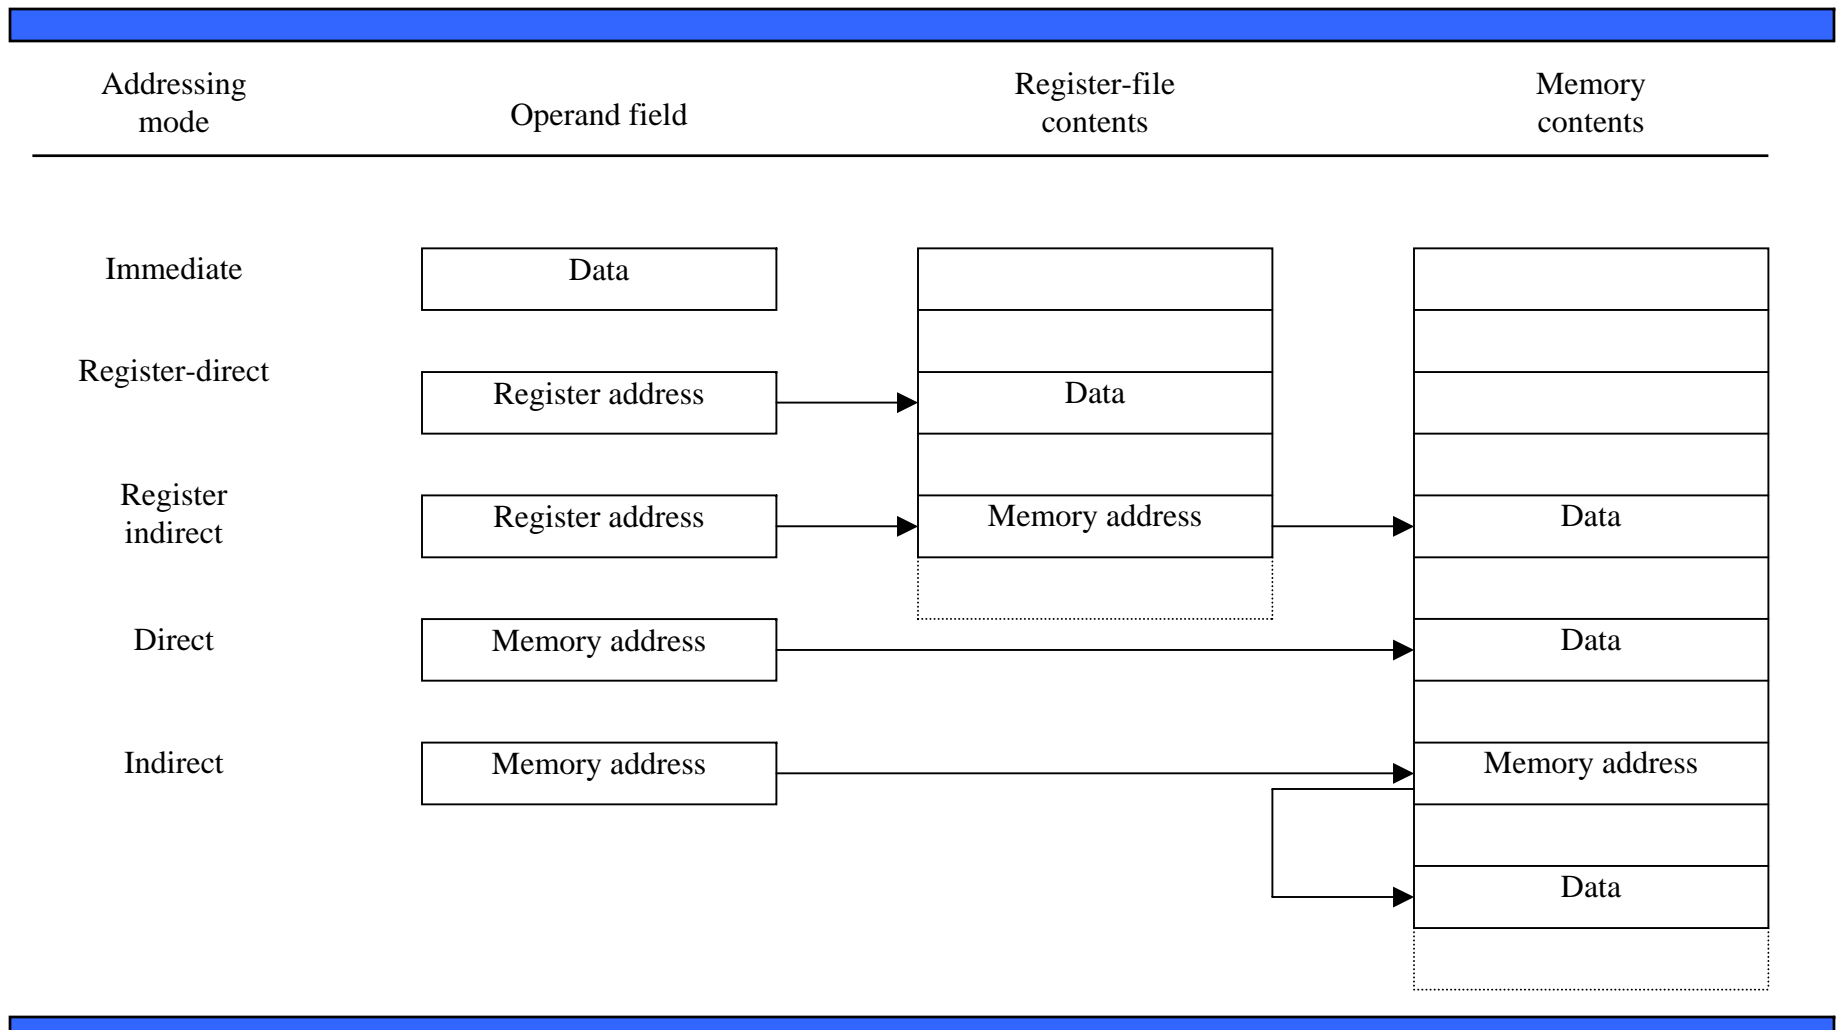 Addressing
mode
Operand field
Register-file
contents
Memory
contents
Immediate
Data
Register-direct
Register address
Data
Register
indirect
Register address
Memory address
Data
Direct
Memory address
Data
Indirect
Memory address
Memory address
Data